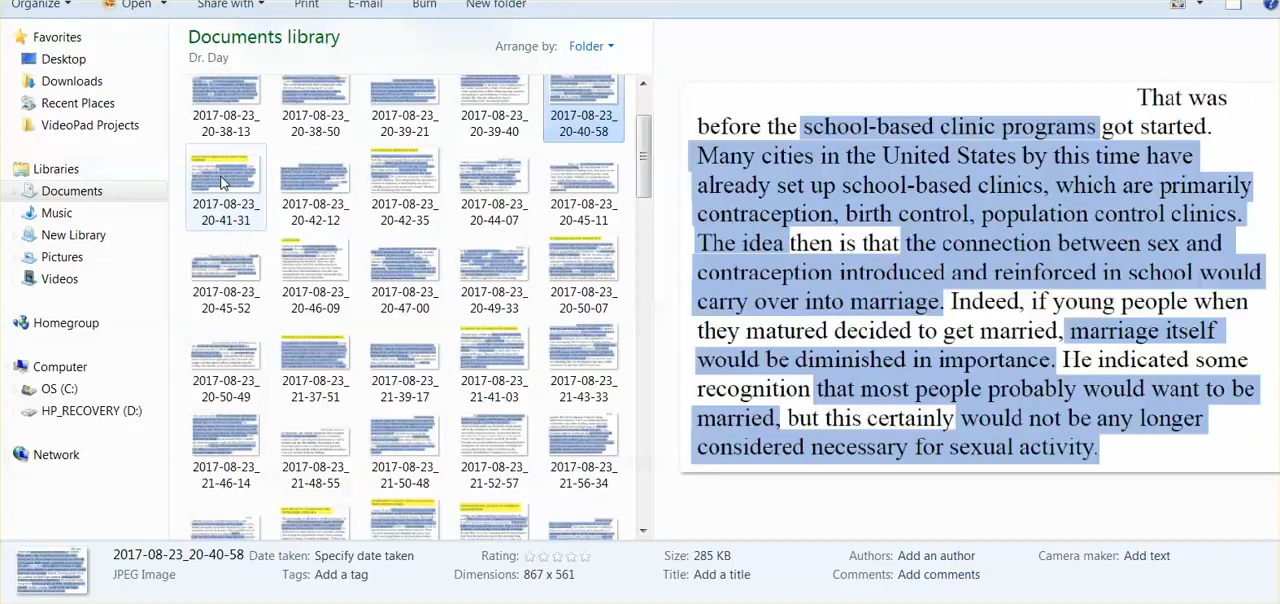 Organize
Open
Share with
Print
E-mail
Burn
New folder
Favorites
Desktop
Downloads
Recent Places
VideoPad Projects
Libraries
Documents
Music
New Library
Pictures
Videos
Homegroup
Computer
OS (C:)
HP_RECOVERY (D:)
Network
Documents library
Dr. Day
Arrange by: Folder
2017-08-23_
20-38-13
2017-08-23_
20-38-50
2017-08-23_
20-39-21
2017-08-23_
20-39-40
2017-08-23_
20-40-58
2017-08-23_
20-41-31
2017-08-23_
20-42-12
2017-08-23_
20-42-35
2017-08-23_
20-44-07
2017-08-23_
20-45-11
2017-08-23_
20-45-52
2017-08-23_
20-46-09
2017-08-23_
20-47-00
2017-08-23_
20-49-33
2017-08-23_
20-50-07
2017-08-23_
20-50-49
2017-08-23_
21-37-51
2017-08-23_
21-39-17
2017-08-23_
21-41-03
2017-08-23_
21-43-33
2017-08-23_
21-46-14
2017-08-23_
21-48-55
2017-08-23_
21-50-48
2017-08-23_
21-52-57
2017-08-23_
21-56-34
That was
before the school-based clinic programs got started.
Many cities in the United States by this time have
already set up school-based clinics, which are primarily
contraception, birth control, population control clinics.
The idea then is that the connection between sex and
contraception introduced and reinforced in school would
carry over into marriage. Indeed, if young people when
they matured decided to get married, marriage itself
would be diminished in importance. He indicated some
recognition that most people probably would want to be
married, but this certainly would not be any longer
considered necessary for sexual activity.
2017-08-23_20-40-58
JPEG Image
Date taken: Specify date taken
Tags: Add a tag
Rating:
Dimensions: 867 x 561
Size: 285 KB
Title: Add a title
Authors: Add an author
Comments: Add comments
Camera maker: Add text